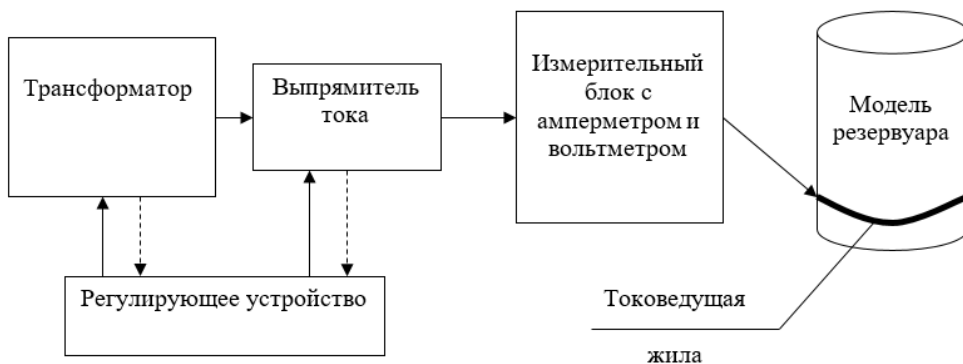 Трансформатор
Выпрямитель
тока
Измерительный
блок с
амперметром и
вольтметром
Модель
резервуара
Регулирующее устройство
Токоведущая
жила